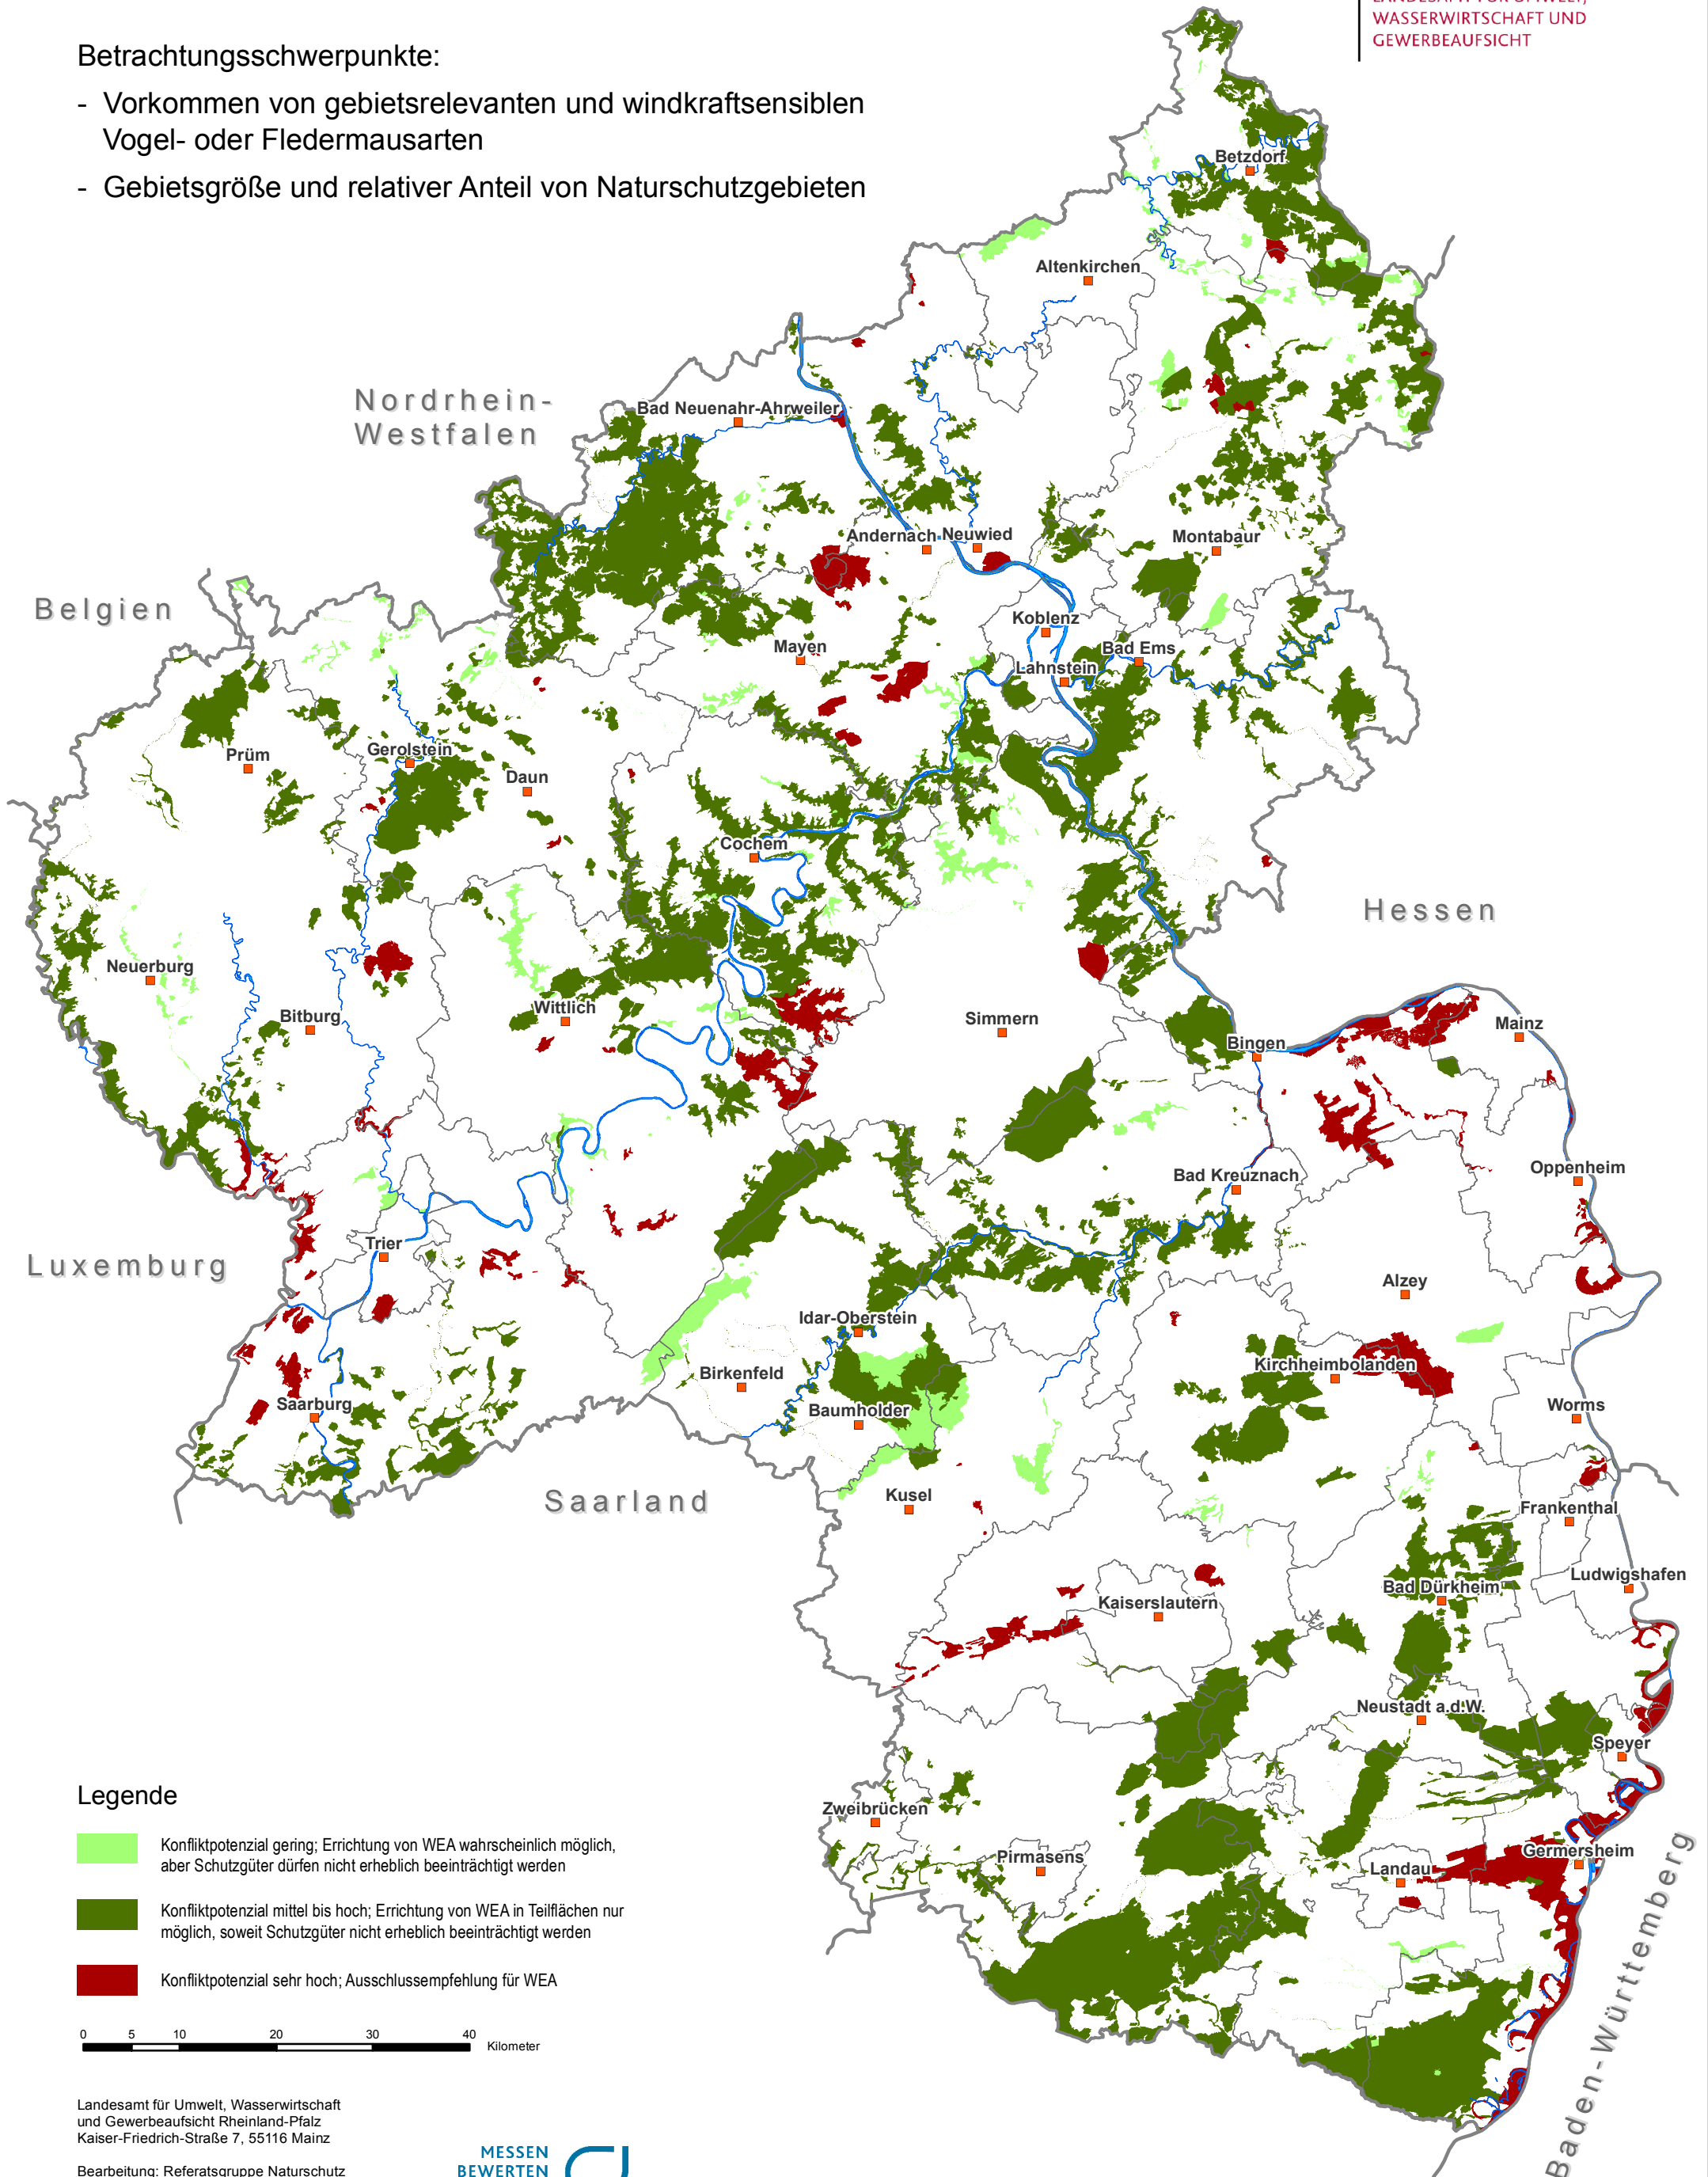 LANDESAMT FÜR UMWELT,
WASSERWIRTSCHAFT UND
GEWERBEAUFSICHT
Betrachtungsschwerpunkte:
- Vorkommen von gebietsrelevanten und windkraftsensiblen
Vogel- oder Fledermausarten
- Gebietsgröße und relativer Anteil von Naturschutzgebieten
Betzdorf
Altenkirchen
Nordrhein-
Westfalen
Bad Neuenahr-Ahrweiler
Andernach
Neuwied
Montabaur
Belgien
Koblenz
Mayen
Bad Ems
Lahnstein
Prüm
Gerolstein
Daun
Cochem
Hessen
Neuerburg
Wittlich
Bitburg
Simmern
Mainz
Bingen
Oppenheim
Bad Kreuznach
Luxemburg
Trier
Alzey
Idar-Oberstein
Kirchheimbolanden
Birkenfeld
Saarburg
Baumholder
Worms
Saarland
Kusel
Frankenthal
Ludwigshafen
Bad Dürkheim
Kaiserslautern
Neustadt a.d.W.
Speyer
Zweibrücken
Germersheim
Pirmasens
Landau
Baden-Württemberg
Legende
Konfliktpotenzial gering; Errichtung von WEA wahrscheinlich möglich,
aber Schutzgüter dürfen nicht erheblich beeinträchtigt werden
Konfliktpotenzial mittel bis hoch; Errichtung von WEA in Teilflächen nur
möglich, soweit Schutzgüter nicht erheblich beeinträchtigt werden
Konfliktpotenzial sehr hoch; Ausschlussempfehlung für WEA
0 5 10 20 30 40
Kilometer
Landesamt für Umwelt, Wasserwirtschaft
und Gewerbeaufsicht Rheinland-Pfalz
Kaiser-Friedrich-Straße 7, 55116 Mainz
Bearbeitung: Referatsgruppe Naturschutz
MESSEN
BEWERTEN